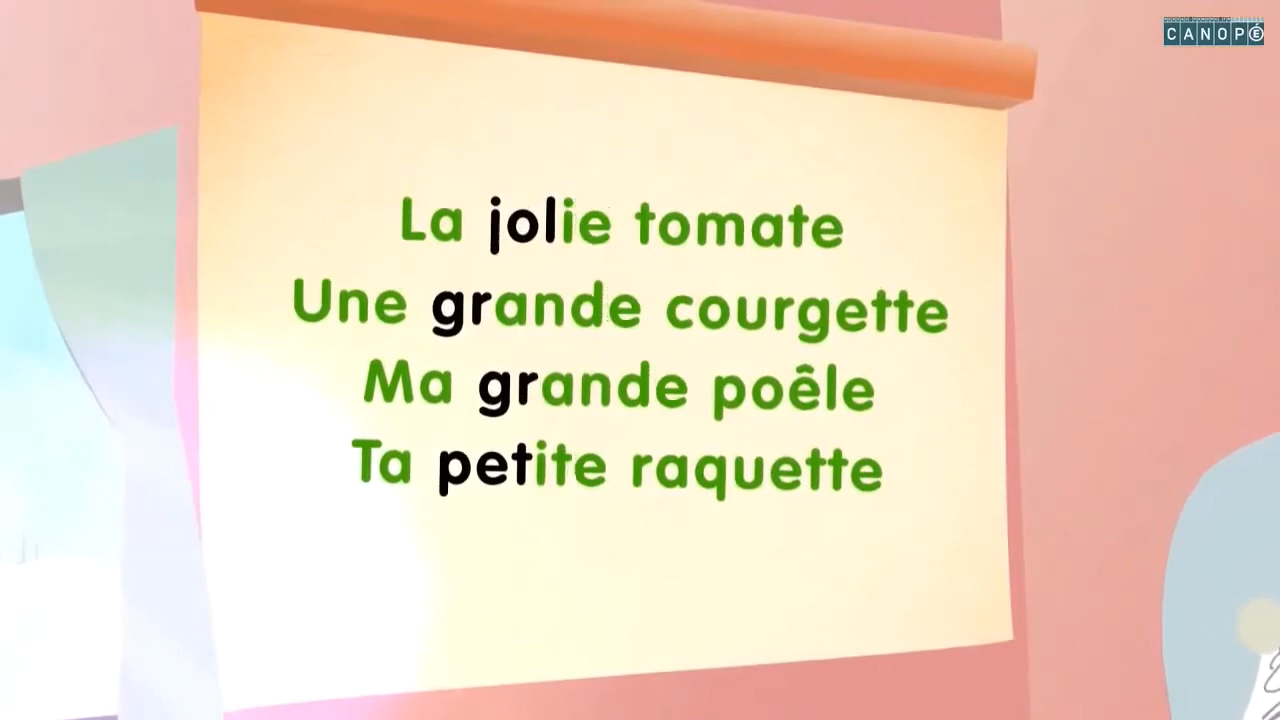 CANOPÉ
La jolie tomate
Une grande courgette
Ma grande poêle
Ta petite raquette